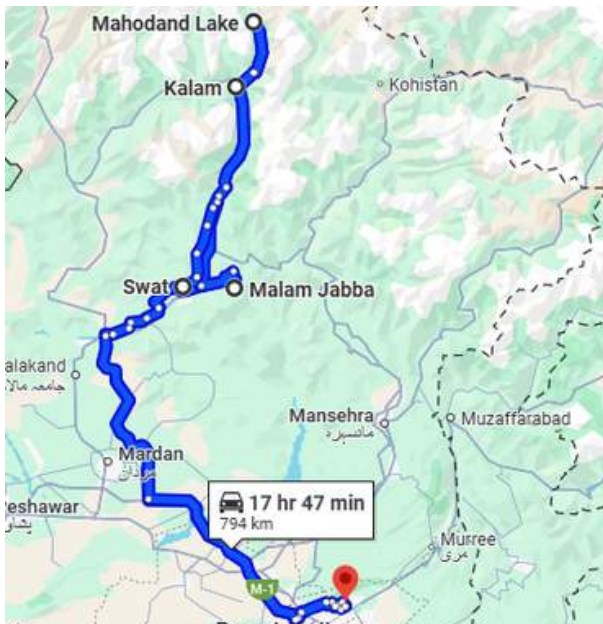 Mahodand Lake
Kalam
Kohistan
Swat
Malam Jabba
alakand
Mansehra
مانسہرہ
Muzaffarabad
Mardan
مردان
eshawar
17 hr 47 min
794 km
Murree
مری
M-1